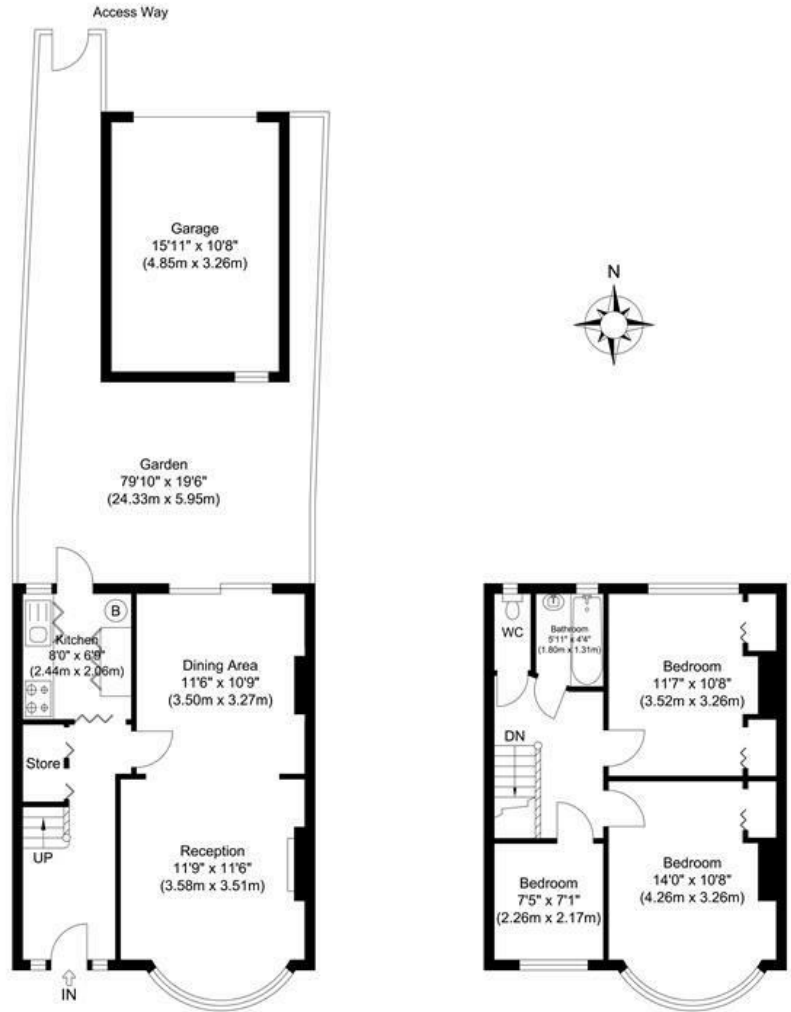 Access Way
Garage
15'11" x 10'8"
(4.85m x 3.26m)
N
Garden
79'10" x 19'6"
(24.33m x 5.95m)
B
Kitchen
8'0" x 6'9"
(2.44m x 2.06m)
Dining Area
11'6" x 10'9"
(3.50m x 3.27m)
Store
UP
Reception
11'9" x 11'6"
(3.58m x 3.51m)
IN
WC
Bathroom
5'11" x 4'4"
(1.80m x 1.31m)
Bedroom
11'7" x 10'8"
(3.52m x 3.26m)
DN
Bedroom
14'0" x 10'8"
(4.26m x 3.26m)
Bedroom
7'5" x 7'1"
(2.26m x 2.17m)